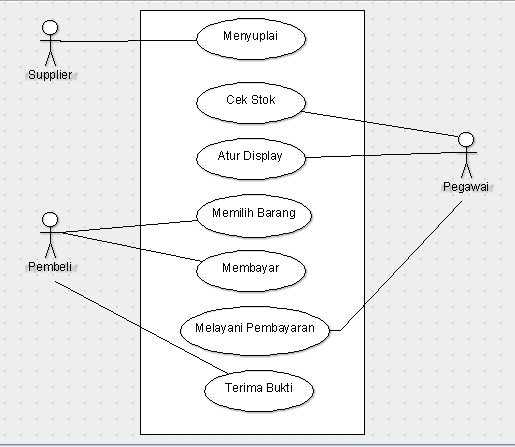 Menyuplai
Supplier
Cek Stok
Atur Display
Pegawai
Memilih Barang
Pembeli
Membayar
Melayani Pembayaran
Terima Bukti